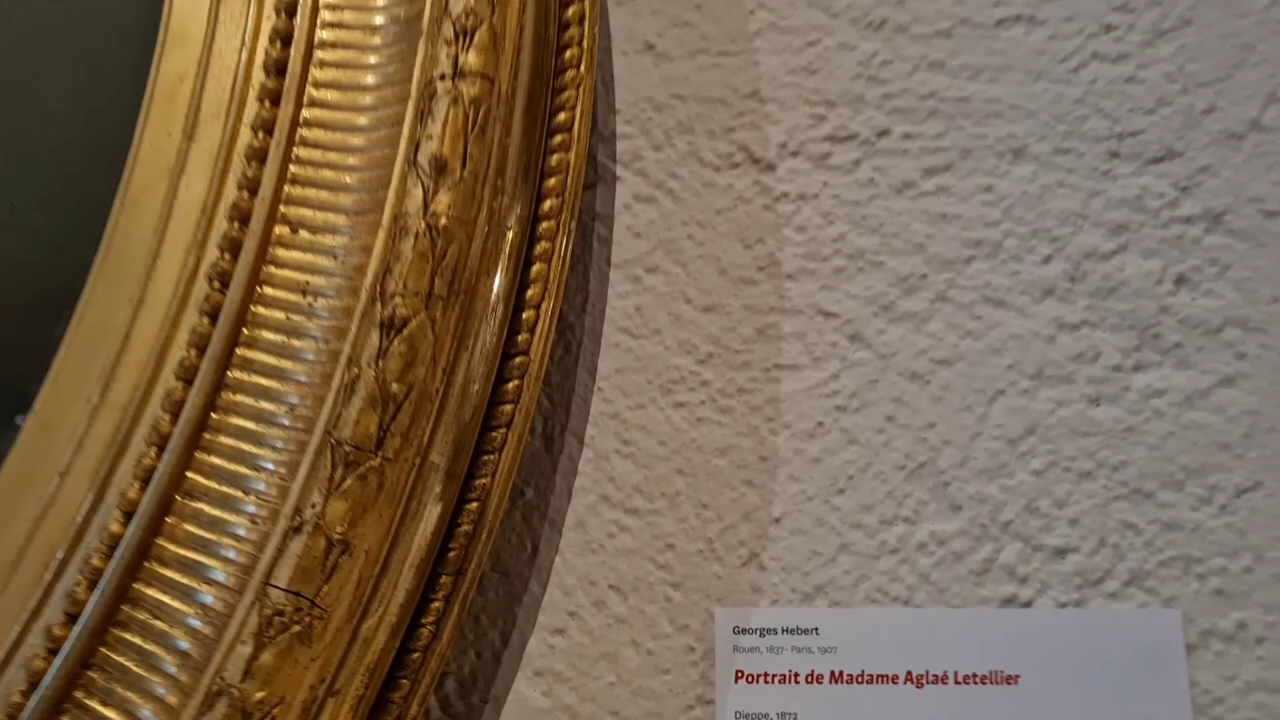 Georges Hebert
Rouen, 1837- Paris, 1907
Portrait de Madame Aglaé Letellier
Dieppe, 1872